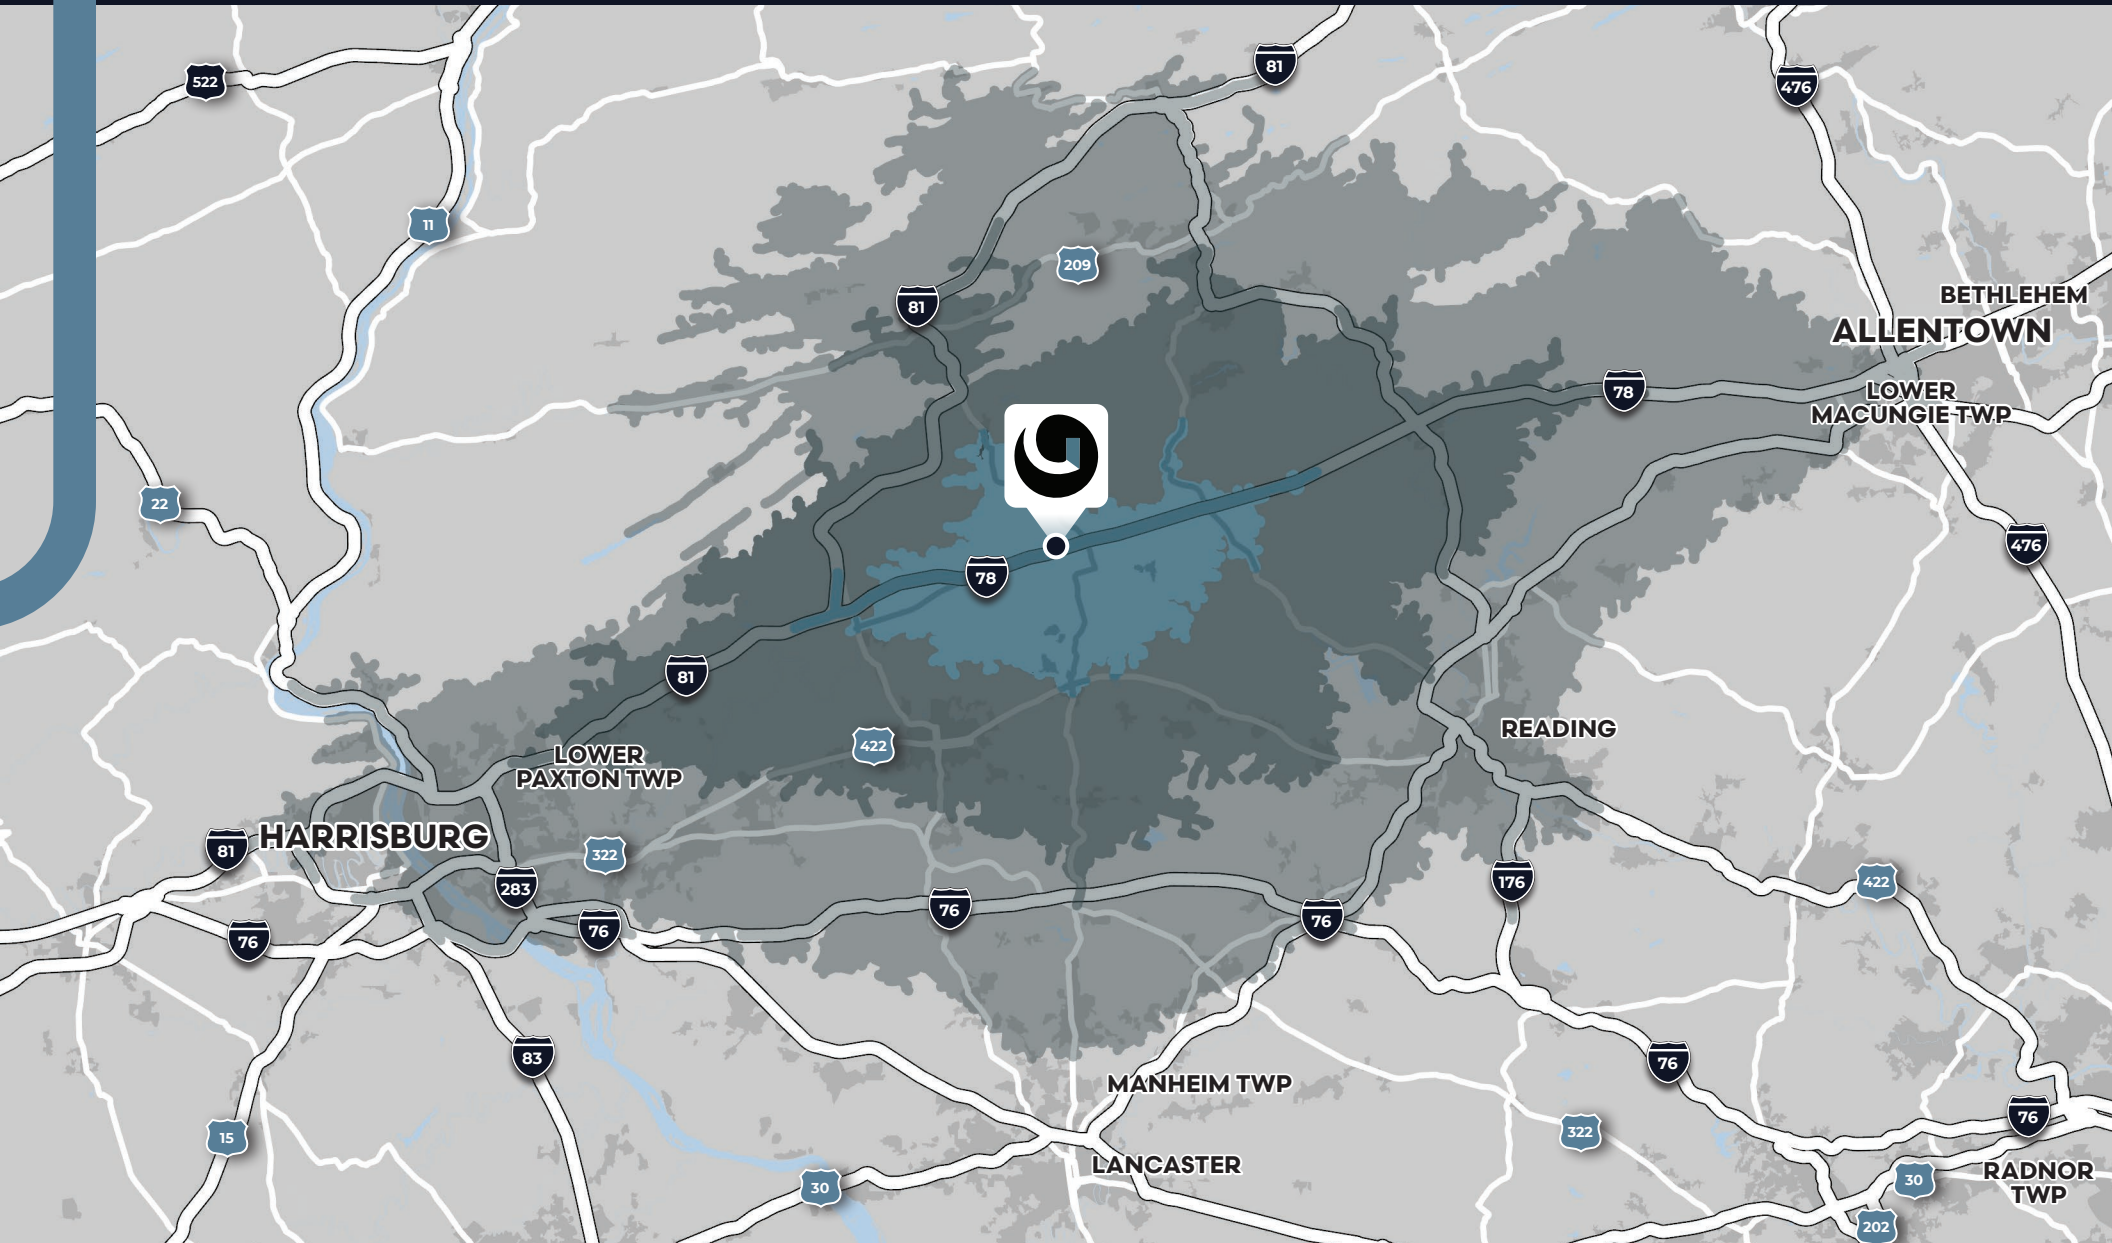 81
522
476
11
209
BETHLEHEM
81
ALLENTOWN
78
LOWER
MACUNGIE TWP
22
476
78
81
READING
LOWER
PAXTON TWP
422
HARRISBURG
81
322
283
176
422
76
76
76
76
83
76
MANHEIM TWP
76
15
322
LANCASTER
RADNOR
TWP
30
30
202